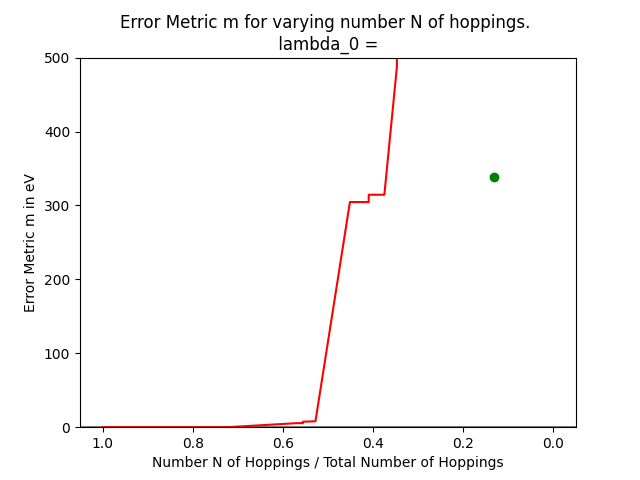 Error Metric m for varying number N of hoppings.
lambda_0 =
500
400
300
200
100
0
Error Metric m in eV
1.0 0.8 0.6 0.4 0.2 0.0
Number N of Hoppings / Total Number of Hoppings